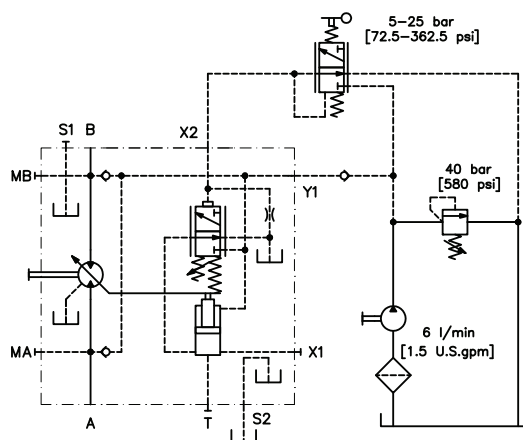 5-25 bar
[72.5-362.5 psi]
S1 B
X2
MB
Y1
40 bar
[580 psi]
6 l/min
[1.5 U.S.gpm]
MA
X1
A
T
S2